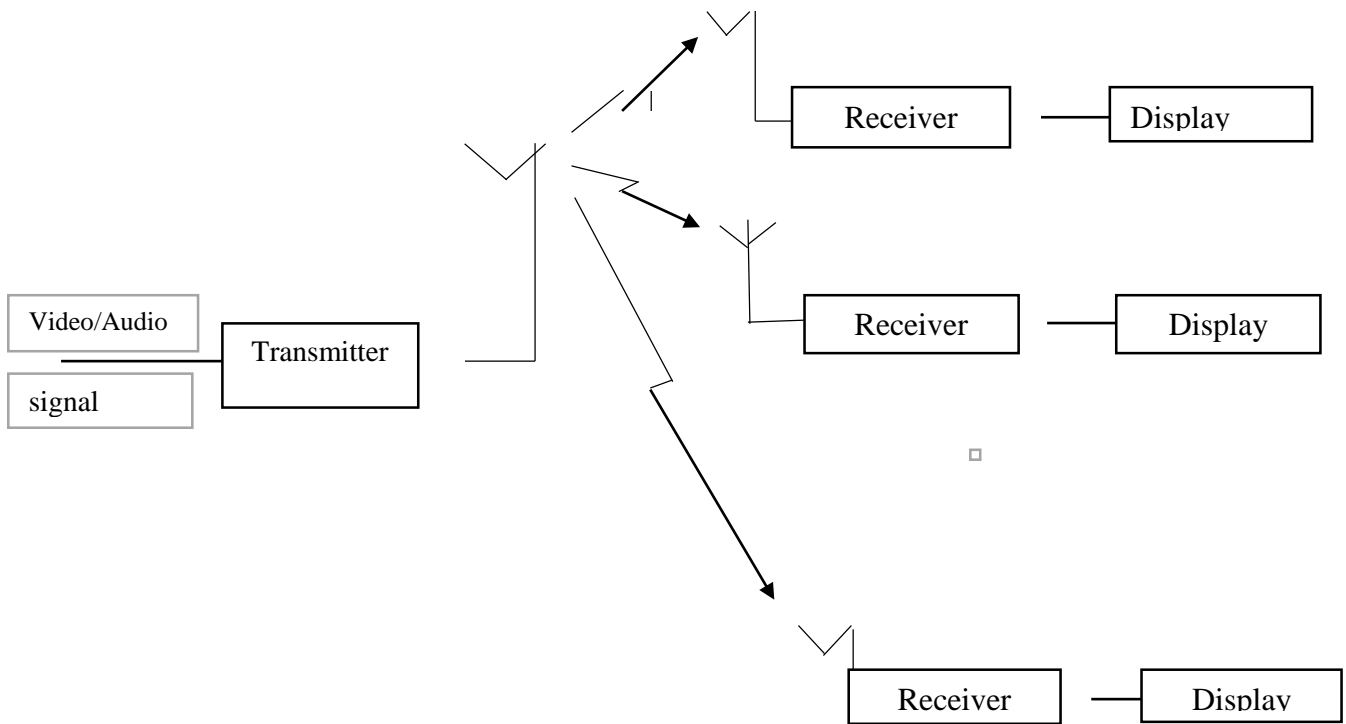 Receiver
Display
Receiver
Display
Video/Audio
Transmitter
signal
Receiver
Display